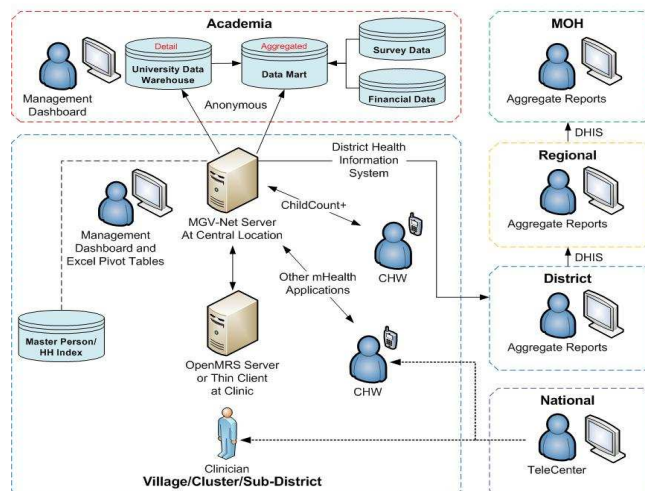 Academia
Detail
University Data
Warehouse
Aggregated
Data Mart
Survey Data
Financial Data
Management
Dashboard
Anonymous
MOH
Aggregate Reports
DHIS
Regional
Aggregate Reports
DHIS
District
Aggregate Reports
National
TeleCenter
District Health
Information
System
MGV-Net Server
At Central Location
ChildCount+
CHW
Management
Dashboard and
Excel Pivot Tables
Other mHealth
Applications
CHW
Master Person/
HH Index
OpenMRS Server
or Thin Client
at Clinic
Clinician
Village/Cluster/Sub-District